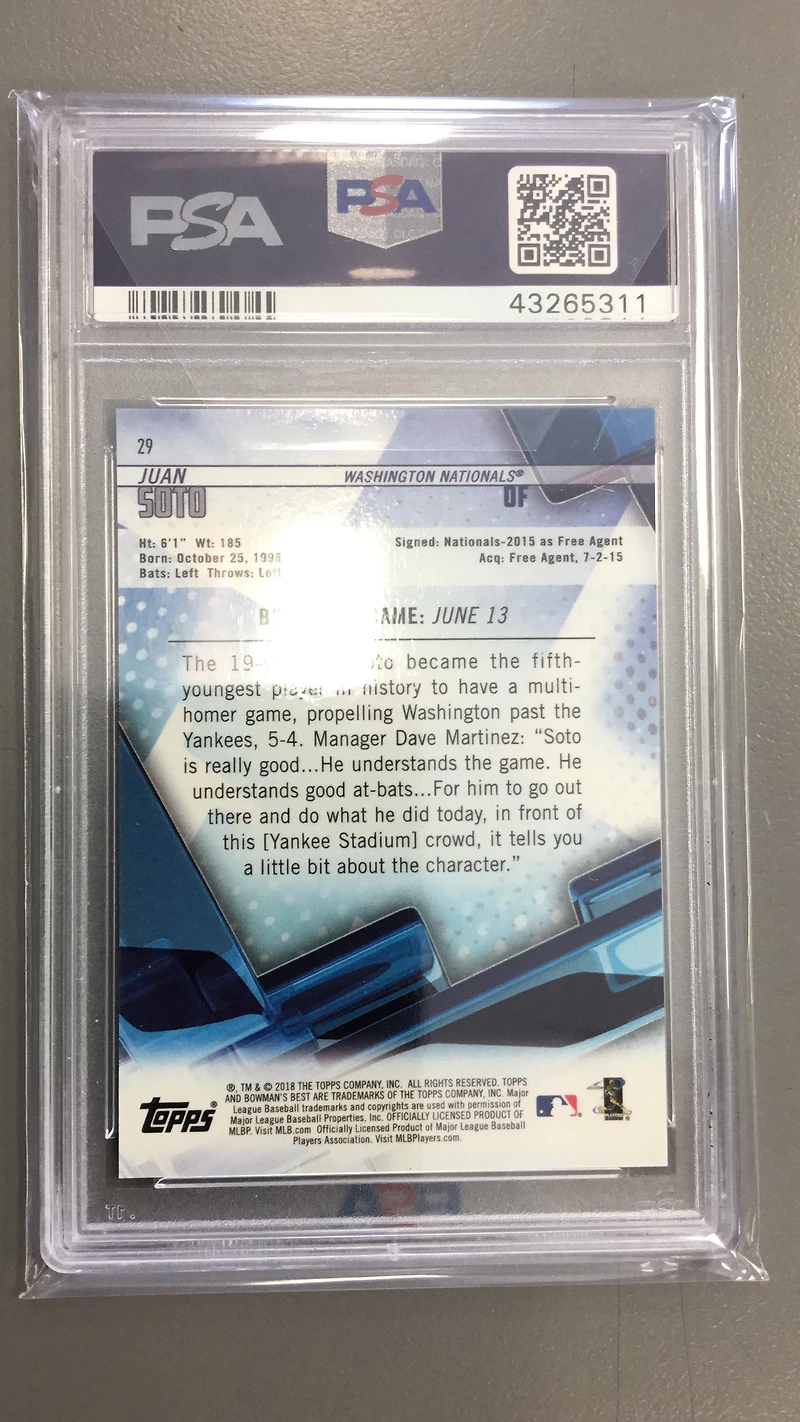 PSA
PSA
43265311
29
JUAN
WASHINGTON NATIONALS®
SOTO
OF
Ht: 6'1" Wt: 185
Signed: Nationals-2015 as Free Agent
Born: October 25, 1998
Acq: Free Agent, 7-2-15
Bats: Left Throws: Left
JUNE 13
The became the fifth-
youngest player in history to have a multi-
homer game, propelling Washington past the
Yankees, 5-4. Manager Dave Martinez: “Soto
is really good...He understands the game. He
understands good at-bats...For him to go out
there and do what he did today, in front of
this [Yankee Stadium] crowd, it tells you
a little bit about the character.”
topps®
®, TM & © 2018 THE TOPPS COMPANY, INC. ALL RIGHTS RESERVED. TOPPS
AND BOWMAN'S BEST ARE TRADEMARKS OF THE TOPPS COMPANY, INC. Major
League Baseball trademarks and copyrights are used with permission of
Major League Baseball Properties, Inc. OFFICIALLY LICENSED PRODUCT OF
MLBP. Visit MLB.com Officially Licensed Product of Major League Baseball
Players Association. Visit MLBPlayers.com.